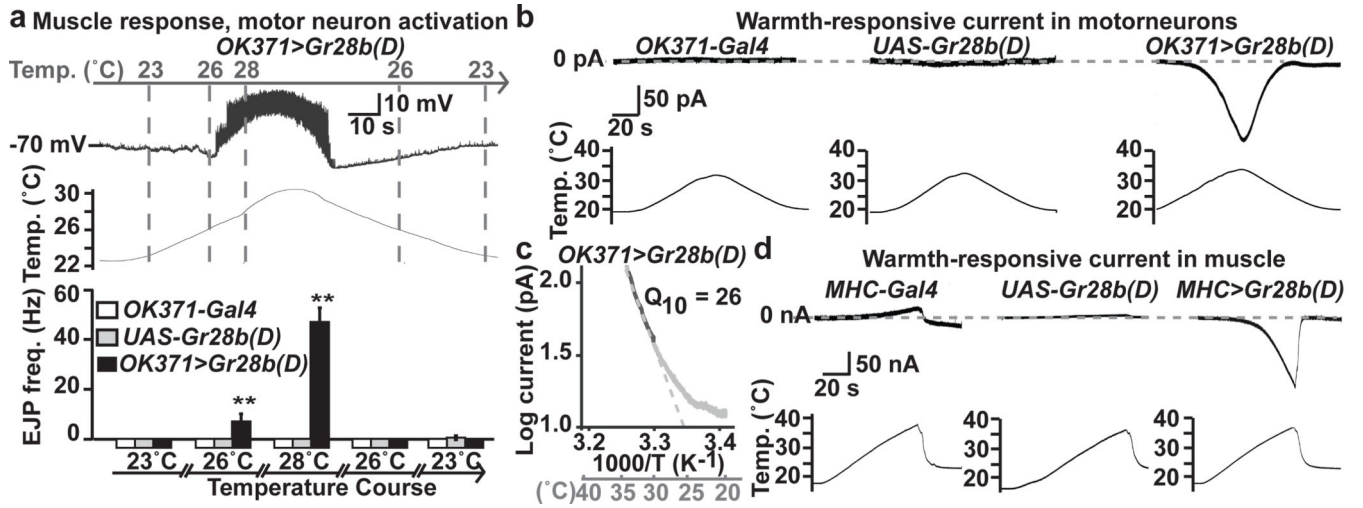 a Muscle response, motor neuron activation
OK371>Gr28b(D)
Temp. (˚C) 23 26 28 26 23
10 mV
10 s
-70 mV
Temp. (˚C)
30
26
22
EJP freq. (Hz)
60
40
20
0
OK371-Gal4
UAS-Gr28b(D)
OK371>Gr28b(D)
**
**
23˚C 26˚C 28˚C 26˚C 23˚C
Temperature Course
b Warmth-responsive current in motorneurons
OK371-Gal4 UAS-Gr28b(D) OK371>Gr28b(D)
0 pA
50 pA
20 s
Temp. (˚C)
40 40 40
30 30 30
20 20 20
c OK371>Gr28b(D)
Log current (pA)
2.0
1.5
1.0
Q10 = 26
3.2 3.3 3.4
1000/T (K-1)
(˚C) 40 35 30 25 20
d Warmth-responsive current in muscle
MHC-Gal4 UAS-Gr28b(D) MHC>Gr28b(D)
0 nA
50 nA
20 s
Temp. (˚C)
40 40 40
30 30 30
20 20 20